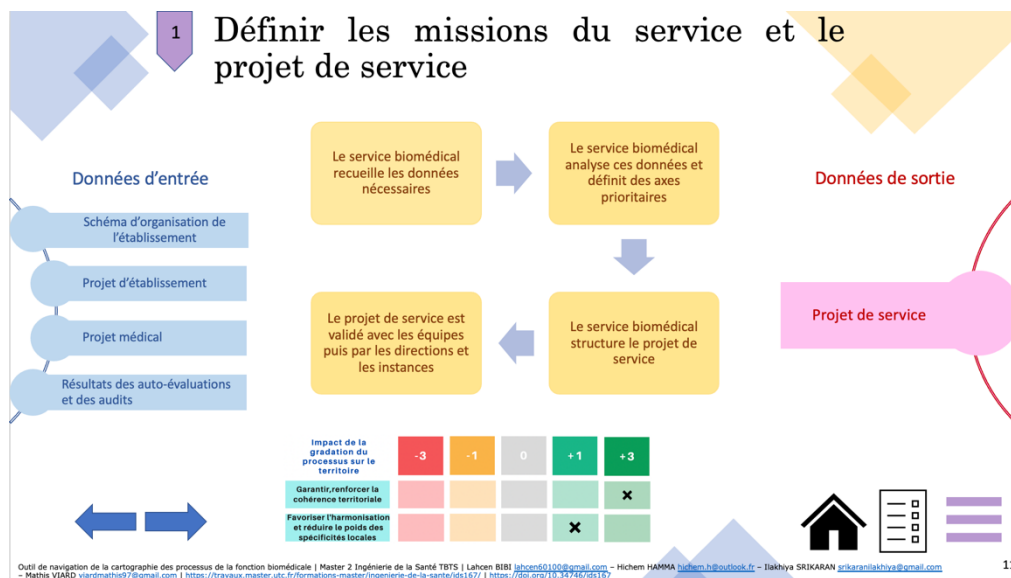 1
Définir les missions du service et le
projet de service
Données d'entrée
Schéma d'organisation de
l'établissement
Projet d'établissement
Projet médical
Résultats des auto-évaluations
et des audits
Le service biomédical
recueille les données
nécessaires
Le service biomédical
analyse ces données et
définit des axes
prioritaires
Le service biomédical
structure le projet de
service
Le projet de service est
validé avec les équipes
puis par les directions et
les instances
Données de sortie
Projet de service
Impact de la
gradation du
processus sur le
territoire
-3
-1
0
+1
+3
Garantir,renforcer la
cohérence territoriale
Favoriser l'harmonisation
et réduire le poids des
spécificités locales
Outil de navigation de la cartographie des processus de la fonction biomédicale | Master 2 Ingénierie de la Santé TBTS | Lahcen BIBI lahcen60100@gmail.com – Hichem HAMMA hichem.h@outlook.fr – Ilakhiya SRIKARAN srikaranilakhiya@gmail.com
– Mathis VIARD viardmathis97@gmail.com | https://travaux.master.utc.fr/formations-master/ingenierie-de-la-sante/ids167/ | https://doi.org/10.34746/ids167